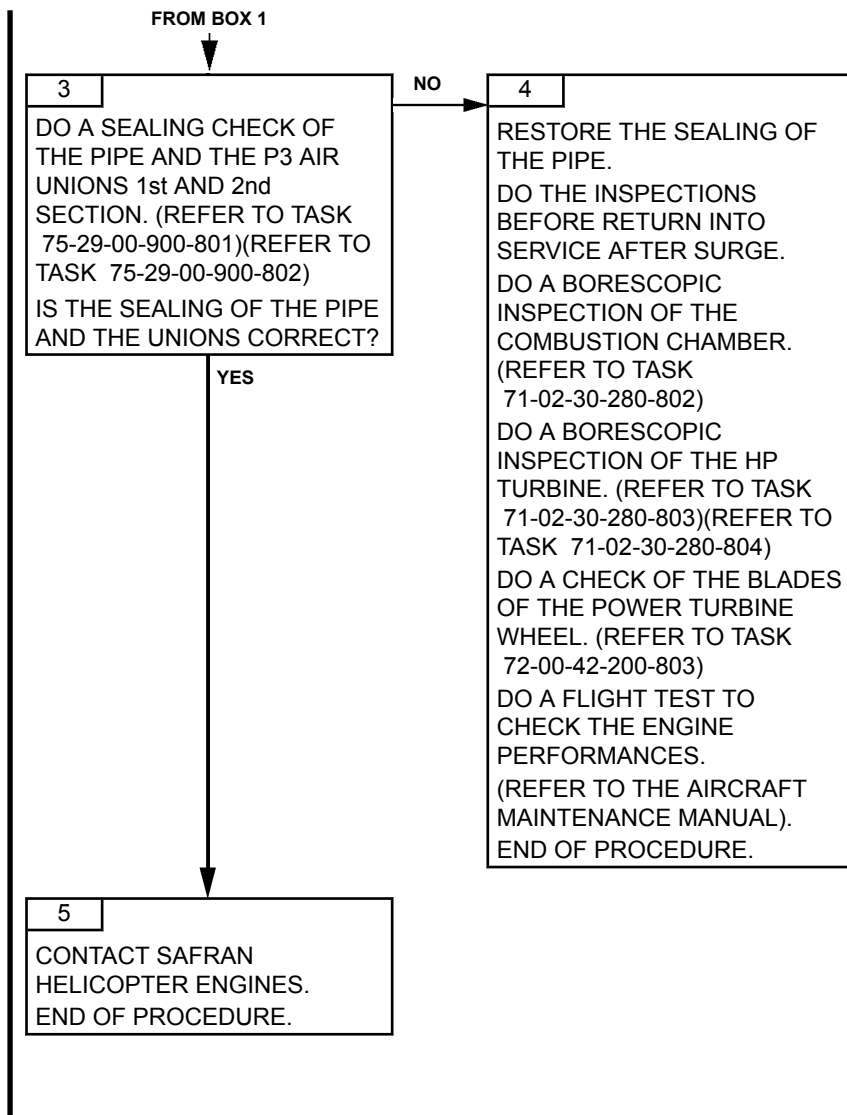 FROM BOX 1
3
DO A SEALING CHECK OF
THE PIPE AND THE P3 AIR
UNIONS 1st AND 2nd
SECTION. (REFER TO TASK
75-29-00-900-801)(REFER TO
TASK 75-29-00-900-802)
IS THE SEALING OF THE PIPE
AND THE UNIONS CORRECT?
NO
YES
4
RESTORE THE SEALING OF
THE PIPE.
DO THE INSPECTIONS
BEFORE RETURN INTO
SERVICE AFTER SURGE.
DO A BORESCOPIC
INSPECTION OF THE
COMBUSTION CHAMBER.
(REFER TO TASK
71-02-30-280-802)
DO A BORESCOPIC
INSPECTION OF THE HP
TURBINE. (REFER TO TASK
71-02-30-280-803)(REFER TO
TASK 71-02-30-280-804)
DO A CHECK OF THE BLADES
OF THE POWER TURBINE
WHEEL. (REFER TO TASK
72-00-42-200-803)
DO A FLIGHT TEST TO
CHECK THE ENGINE
PERFORMANCES.
(REFER TO THE AIRCRAFT
MAINTENANCE MANUAL).
END OF PROCEDURE.
5
CONTACT SAFRAN
HELICOPTER ENGINES.
END OF PROCEDURE.